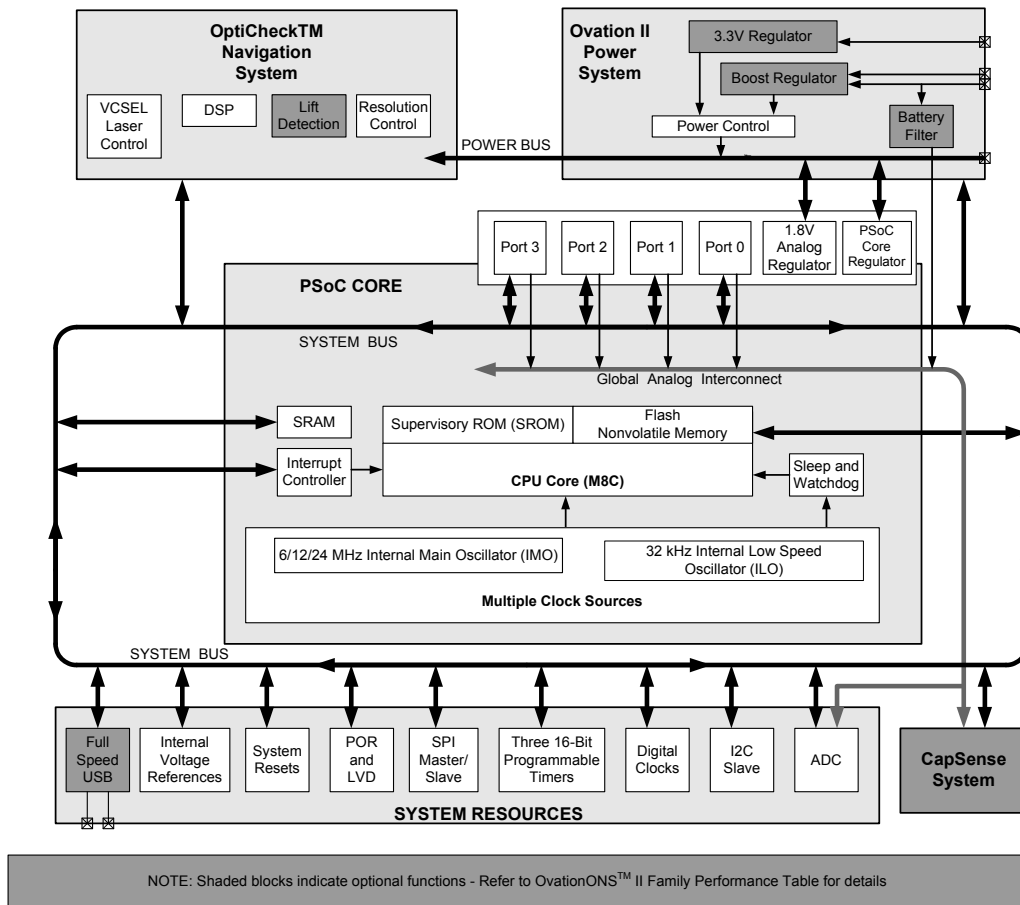 OptiCheckTM
Navigation
System
VCSEL
Laser
Control
DSP
Lift
Detection
Resolution
Control
Ovation II
Power
System
3.3V Regulator
Boost Regulator
Battery
Filter
Power Control
POWER BUS
Port 3
Port 2
Port 1
Port 0
1.8V
Analog
Regulator
PSoC
Core
Regulator
PSoC CORE
SYSTEM BUS
Global Analog Interconnect
SRAM
Supervisory ROM (SROM)
Flash
Nonvolatile Memory
Interrupt
Controller
CPU Core (M8C)
Sleep and
Watchdog
6/12/24 MHz Internal Main Oscillator (IMO)
32 kHz Internal Low Speed
Oscillator (ILO)
Multiple Clock Sources
SYSTEM BUS
Full
Speed
USB
Internal
Voltage
References
System
Resets
POR
and
LVD
SPI
Master/
Slave
Three 16-Bit
Programmable
Timers
Digital
Clocks
I2C
Slave
ADC
CapSense
System
SYSTEM RESOURCES
NOTE: Shaded blocks indicate optional functions - Refer to OvationONS™ II Family Performance Table for details